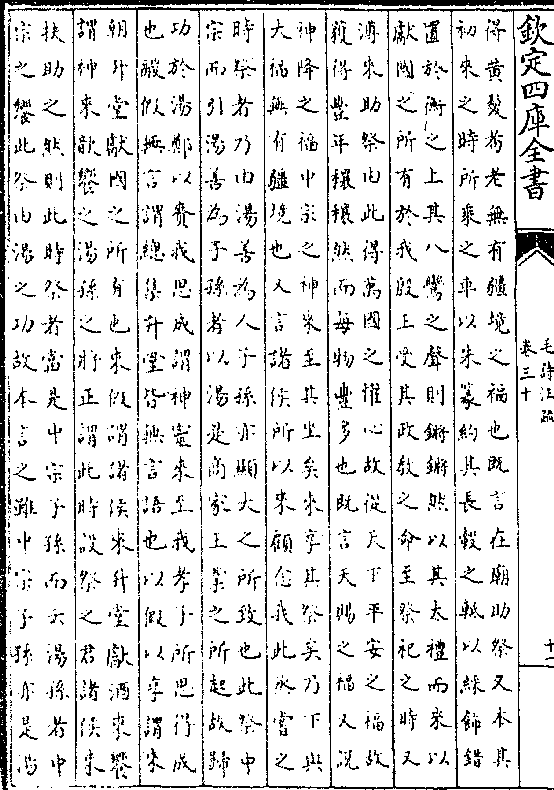 欽定四庫全書
毛詩注疏
卷三十
得黄髮耇老無有疆境之福也既言在廟助祭又本其
初來之時所乘之車以朱篆約其長轂之軧以綵飾錯
置於衡之上其八鸞之聲則鏘鏘然以其太禮而來以
獻國之所有於我殷王受其政教之命至祭祀之時又
溥來助祭由此得萬國之懽心故從天下平安之福故
獲得豐年穰穰然而每物豐多也既言天賜之福又說
神降之福中宗之神來至其坐矣來享其祭矣乃下與
大福無有疆境也又言諸侯所以來顧念我此烝嘗之
時祭者乃由湯善為人子孫亦顯大之所致也此祭中
宗而引湯善為子孫者以湯是商家王業之所起故歸
功於湯鄭以賚我思成謂神靈來至我孝子所思得成
也鬷假無言謂總集升堂皆無言語也以假以享謂來
朝升堂獻國之所有也來假謂諸侯來升堂獻酒來饗
謂神來歆饗之湯孫之將正謂此時設祭之君諸侯來
扶助之然則此時祭者當是中宗子孫而云湯孫者中
宗之饗此祭由湯之功故本言之雖中宗子孫亦是湯